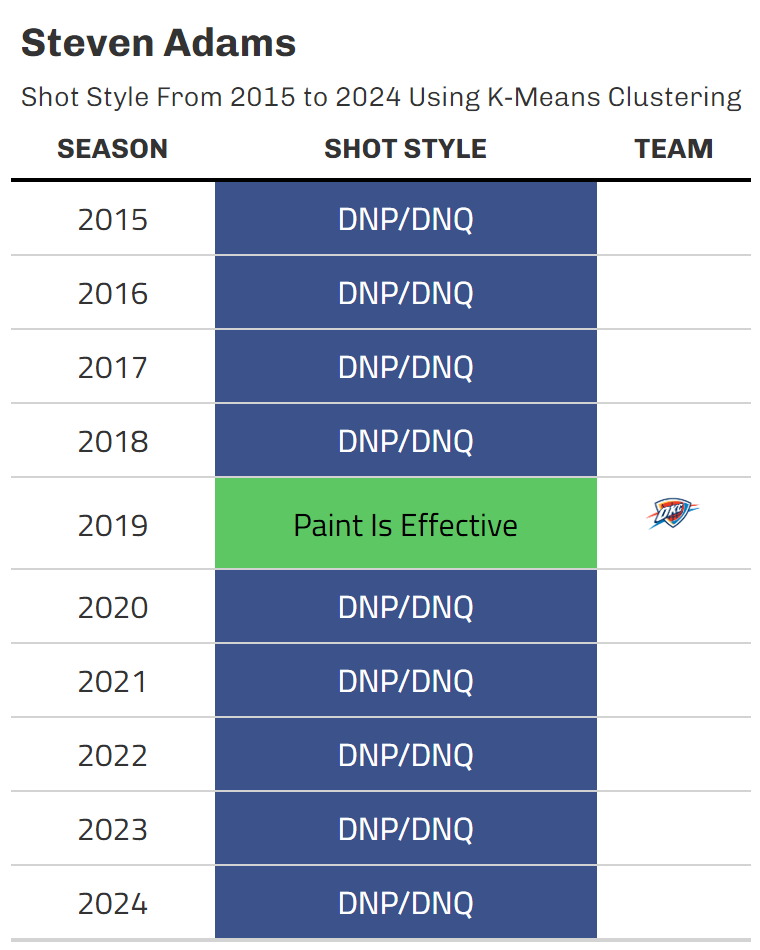 Steven Adams
Shot Style From 2015 to 2024 Using K-Means Clustering
SEASON SHOT STYLE TEAM
2015 DNP/DNQ
2016 DNP/DNQ
2017 DNP/DNQ
2018 DNP/DNQ
2019 Paint Is Effective OKC
2020 DNP/DNQ
2021 DNP/DNQ
2022 DNP/DNQ
2023 DNP/DNQ
2024 DNP/DNQ